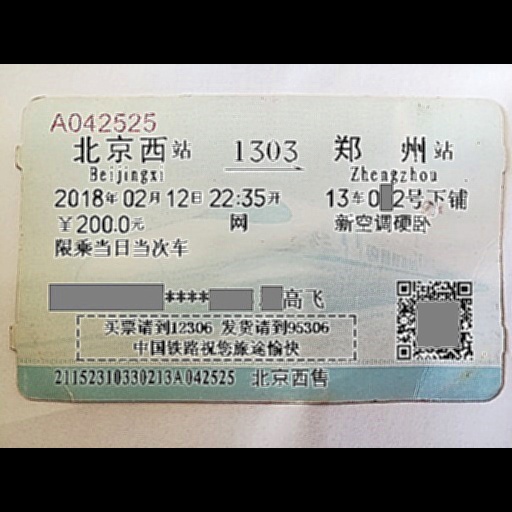 A042525
北京西站 1303 郑州站
Beijingxi Zhengzhou
2018年02月12日22:35开 13车02号下铺
￥200.0元 网 新空调硬卧
限乘当日当次车
**** 高飞
买票请到12306 发货请到95306
中国铁路祝您旅途愉快
21152310330213A042525 北京西售